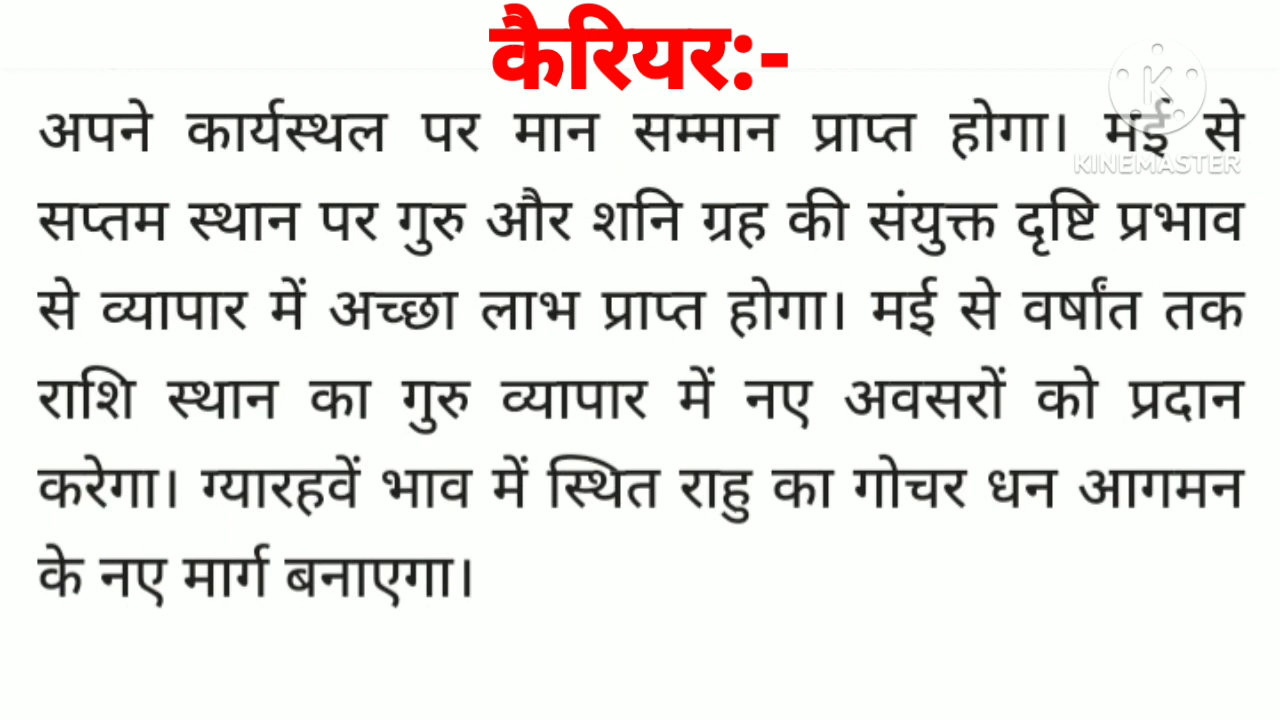 कैरियर:-
अपने कार्यस्थल पर मान सम्मान प्राप्त होगा। मई से
KINEMASTER
सप्तम स्थान पर गुरु और शनि ग्रह की संयुक्त दृष्टि प्रभाव
से व्यापार में अच्छा लाभ प्राप्त होगा। मई से वर्षांत तक
राशि स्थान का गुरु व्यापार में नए अवसरों को प्रदान
करेगा। ग्यारहवें भाव में स्थित राहु का गोचर धन आगमन
के नए मार्ग बनाएगा।